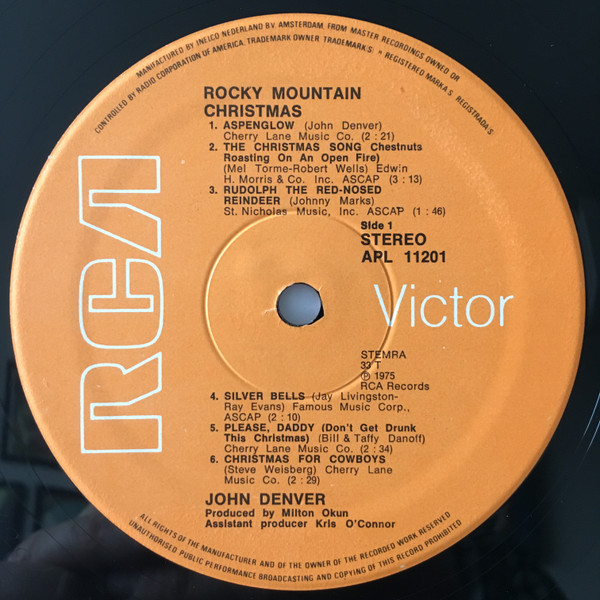 MANUFACTURED BY INELCO NEDERLAND B.V. AMSTERDAM, FROM MASTER RECORDINGS OWNED OR
CONTROLLED BY RADIO CORPORATION OF AMERICA. TRADEMARK OWNER. TRADEMARK'S: * REGISTERED MARKA'S REGISTRADA'S
ROCKY MOUNTAIN
CHRISTMAS
1. ASPENGLOW (John Denver)
Cherry Lane Music Co. (2:21)
2. THE CHRISTMAS SONG Chestnuts
Roasting On An Open Fire)
(Mel Torme-Robert Wells) Edwin
H. Morris & Co. Inc. ASCAP (3:13)
3. RUDOLPH THE RED-NOSED
REINDEER (Johnny Marks)
St. Nicholas Music, Inc. ASCAP (1:46)
Side 1
STEREO
APL 11201
RCA
Victor
STEMRA
33 T
℗ 1975
RCA Records
4. SILVER BELLS (Jay Livingston-
Ray Evans) Famous Music Corp.,
ASCAP (2:10)
5. PLEASE, DADDY (Don't Get Drunk
This Christmas) (Bill & Taffy Danoff)
Cherry Lane Music Co. (2:34)
6. CHRISTMAS FOR COWBOYS
(Steve Weisberg) Cherry Lane
Music Co. (2:29)
JOHN DENVER
Produced by Milton Okun
Assistant producer Kris O'Connor
ALL RIGHTS OF THE MANUFACTURER AND OF THE OWNER OF THE RECORDED WORK RESERVED
UNAUTHORISED PUBLIC PERFORMANCE BROADCASTING AND COPYING OF THIS RECORD PROHIBITED